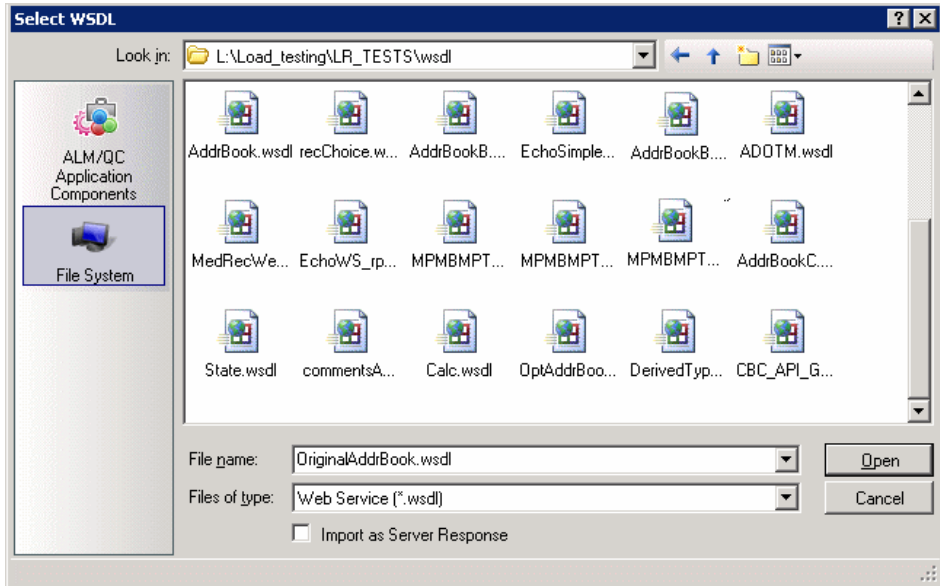 Select WSDL
Look in:
L:\Load_testing\LR_TESTS\wsdl
ALM/QC
Application
Components
File System
AddrBook.wsdl recChoice.w... AddrBookB.... EchoSimple... AddrBookB.... ADOTM.wsdl
MedRecWe... EchoWS_rp... MPMBMPT... MPMBMPT... MPMBMPT... AddrBookC....
State.wsdl commentsA... Calc.wsdl OptAddrBoo... DerivedTyp... CBC_API_G...
File name: OriginalAddrBook.wsdl Open
Files of type: Web Service (*.wsdl) Cancel
Import as Server Response